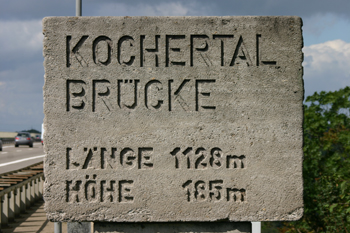 KOCHERTAL
BRÜCKE
LÄNGE 1128m
HÖHE 185m